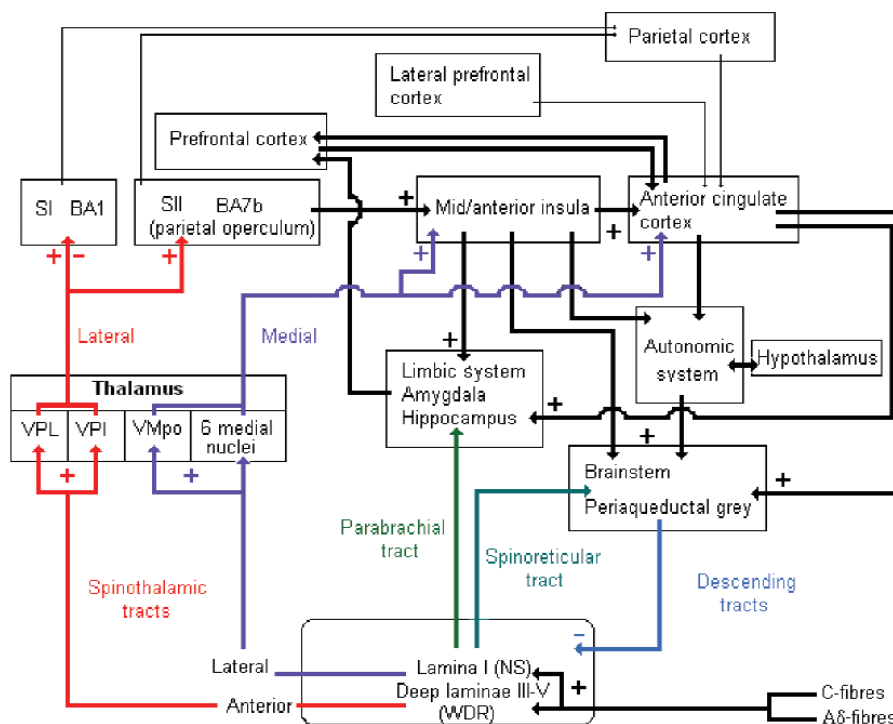 Parietal cortex
Lateral prefrontal
cortex
Prefrontal cortex
SI BA1
SII BA7b
(parietal operculum)
+
Mid/anterior insula
+
Anterior cingulate
cortex
+ −
+
+
+
Lateral
Medial
+
Limbic system
Amygdala
Hippocampus
Autonomic
system
Hypothalamus
Thalamus
VPL
VPI
VMpo
6 medial
nuclei
+
+
+
+
Brainstem
Periaqueductal grey
+
Parabrachial
tract
Spinoreticular
tract
Descending
tracts
Spinothalamic
tracts
−
Lateral
Anterior
Lamina I (NS)
Deep laminae III-V
(WDR)
+
C-fibres
Aδ-fibres